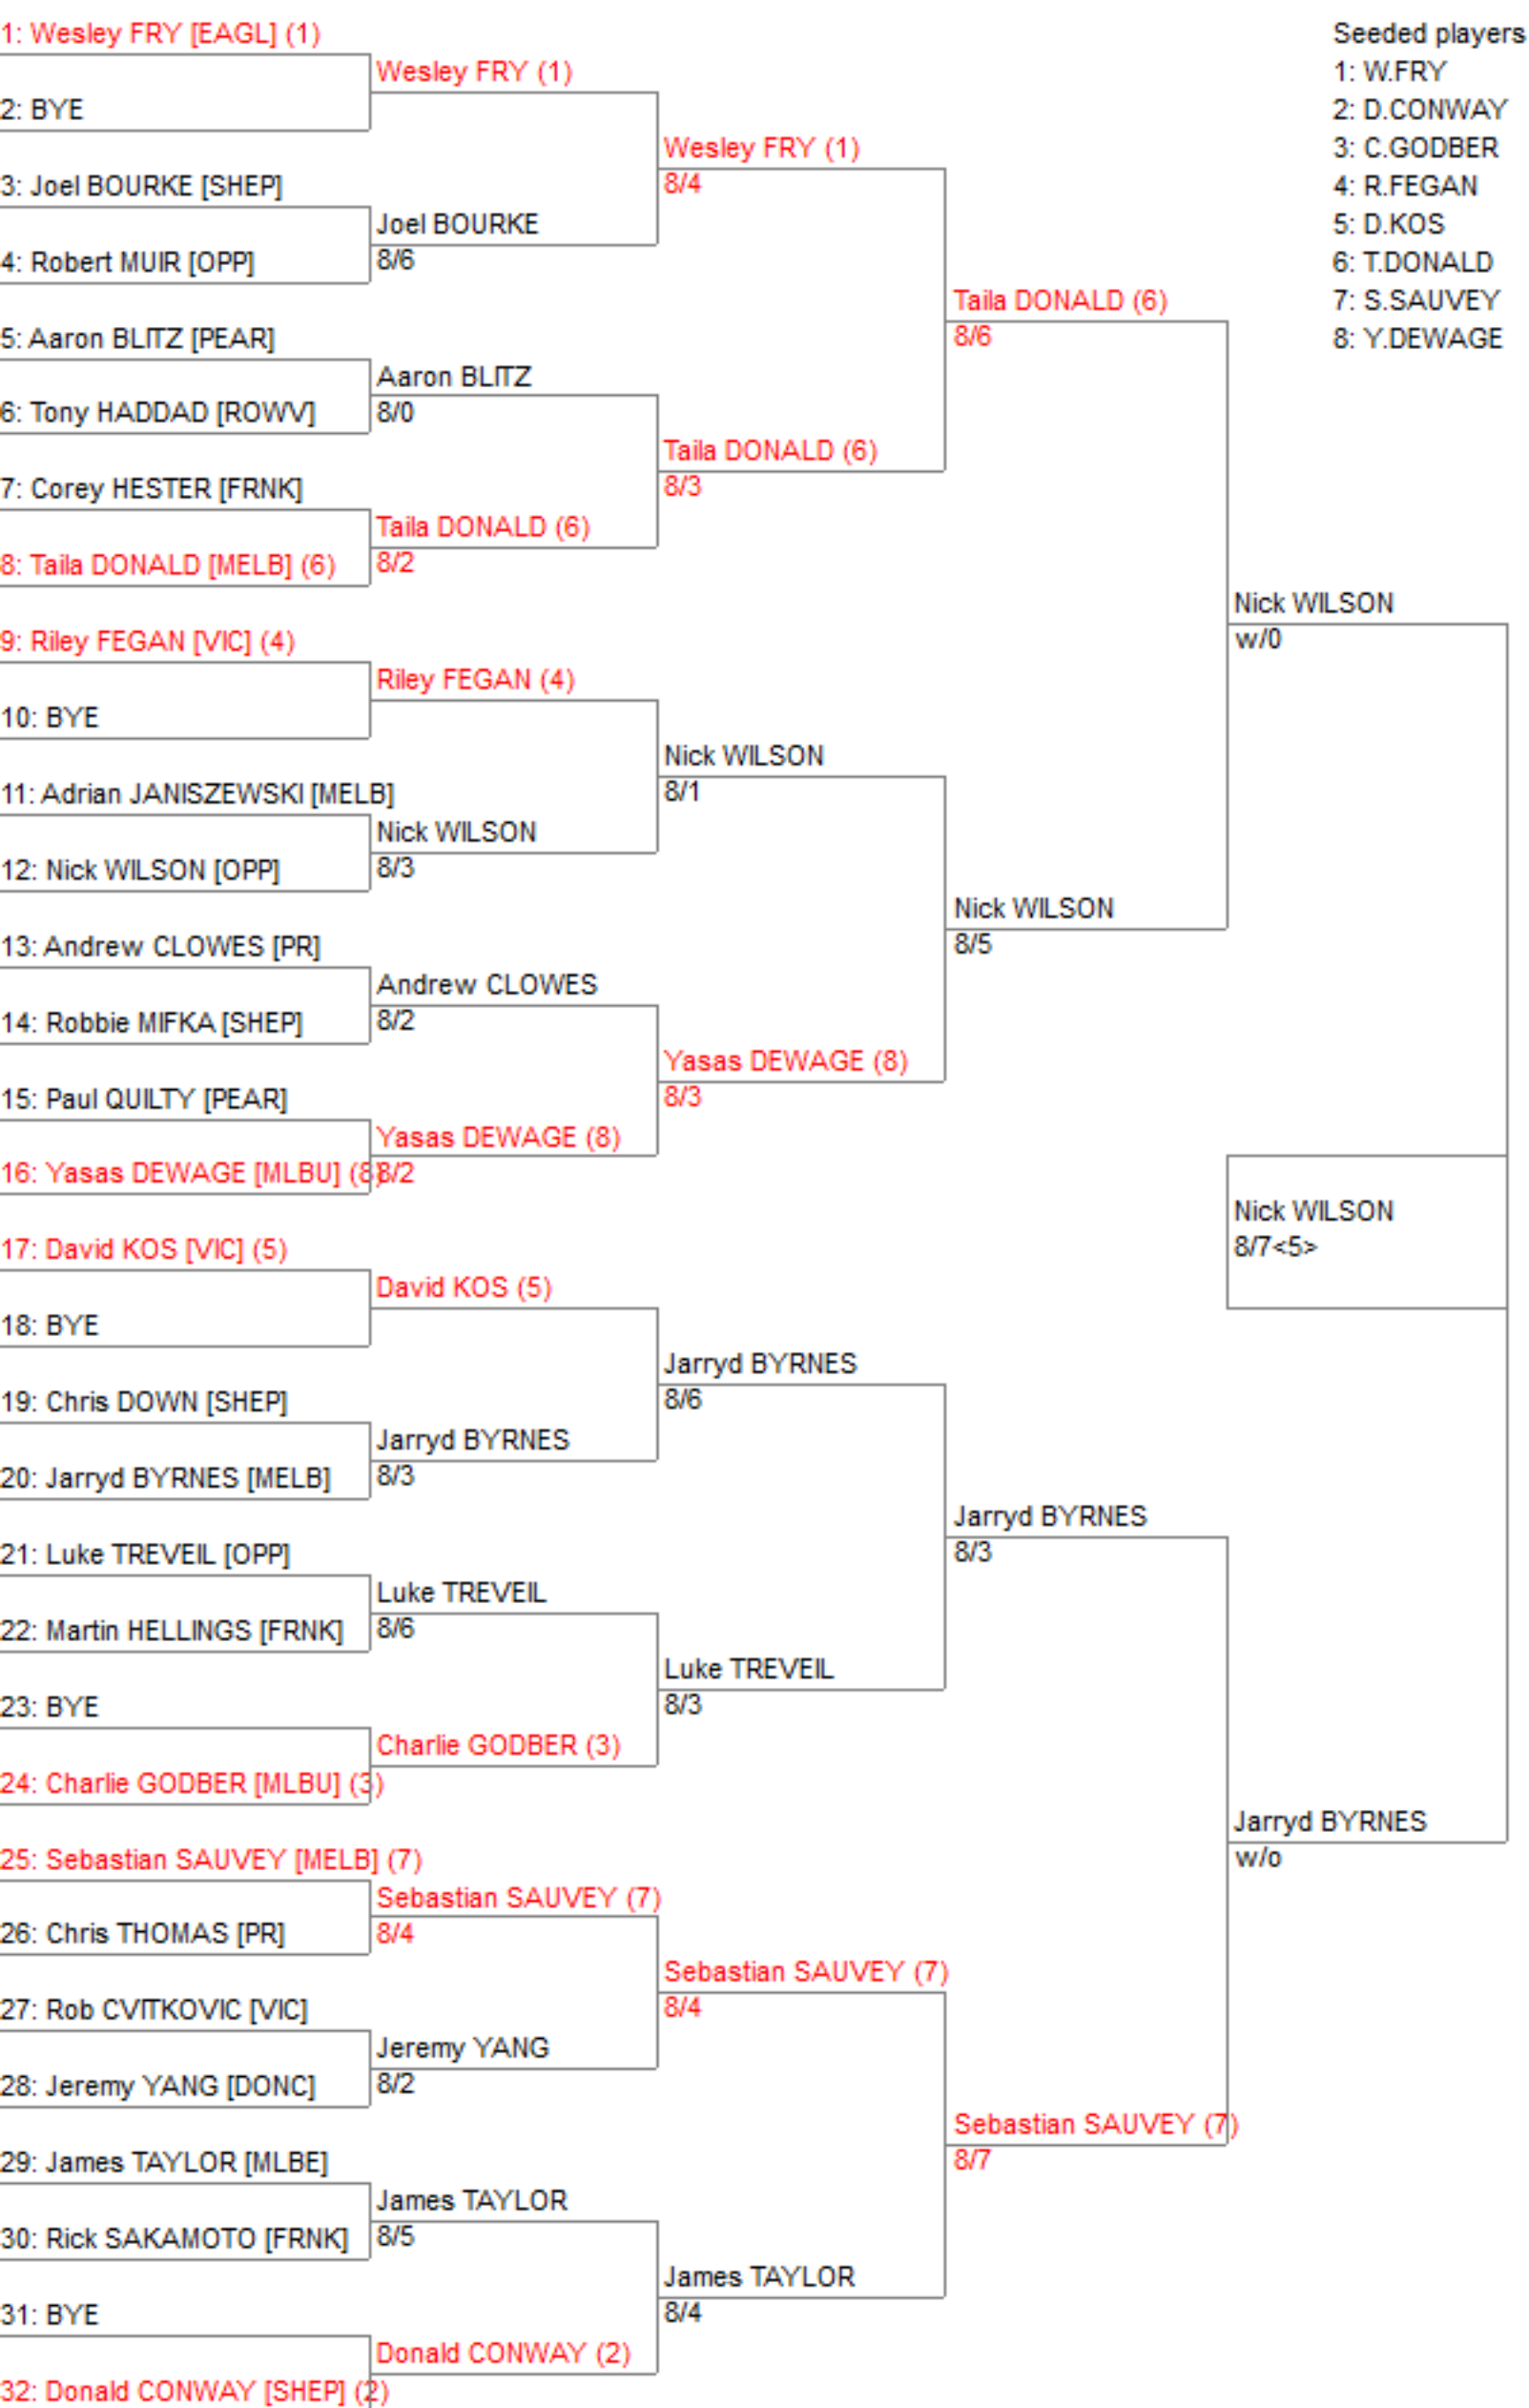 1: Wesley FRY [EAGL] (1)
2: BYE
3: Joel BOURKE [SHEP]
4: Robert MUIR [OPP]
5: Aaron BLITZ [PEAR]
6: Tony HADDAD [ROWV]
7: Corey HESTER [FRNK]
8: Taila DONALD [MELB] (6)
9: Riley FEGAN [VIC] (4)
10: BYE
11: Adrian JANISZEWSKI [MELB]
12: Nick WILSON [OPP]
13: Andrew CLOWES [PR]
14: Robbie MIFKA [SHEP]
15: Paul QUILTY [PEAR]
16: Yasas DEWAGE [MLBU] (8)
17: David KOS [VIC] (5)
18: BYE
19: Chris DOWN [SHEP]
20: Jarryd BYRNES [MELB]
21: Luke TREVEIL [OPP]
22: Martin HELLINGS [FRNK]
23: BYE
24: Charlie GODBER [MLBU] (3)
25: Sebastian SAUVEY [MELB] (7)
26: Chris THOMAS [PR]
27: Rob CVITKOVIC [VIC]
28: Jeremy YANG [DONC]
29: James TAYLOR [MLBE]
30: Rick SAKAMOTO [FRNK]
31: BYE
32: Donald CONWAY [SHEP] (2)
Wesley FRY (1)
Joel BOURKE
8/6
Aaron BLITZ
8/0
Taila DONALD (6)
8/2
Riley FEGAN (4)
Nick WILSON
8/3
Andrew CLOWES
8/2
Yasas DEWAGE (8)
8/2
David KOS (5)
Jarryd BYRNES
8/3
Luke TREVEIL
8/6
Charlie GODBER (3)
Sebastian SAUVEY (7)
8/4
Jeremy YANG
8/2
James TAYLOR
8/5
Donald CONWAY (2)
Wesley FRY (1)
8/4
Taila DONALD (6)
8/3
Nick WILSON
8/1
Yasas DEWAGE (8)
8/3
Jarryd BYRNES
8/6
Luke TREVEIL
8/3
Sebastian SAUVEY (7)
8/4
James TAYLOR
8/4
Taila DONALD (6)
8/6
Nick WILSON
8/5
Jarryd BYRNES
8/3
Sebastian SAUVEY (7)
8/7
Nick WILSON
w/0
Jarryd BYRNES
w/o
Nick WILSON
8/7<5>
Seeded players
1: W.FRY
2: D.CONWAY
3: C.GODBER
4: R.FEGAN
5: D.KOS
6: T.DONALD
7: S.SAUVEY
8: Y.DEWAGE